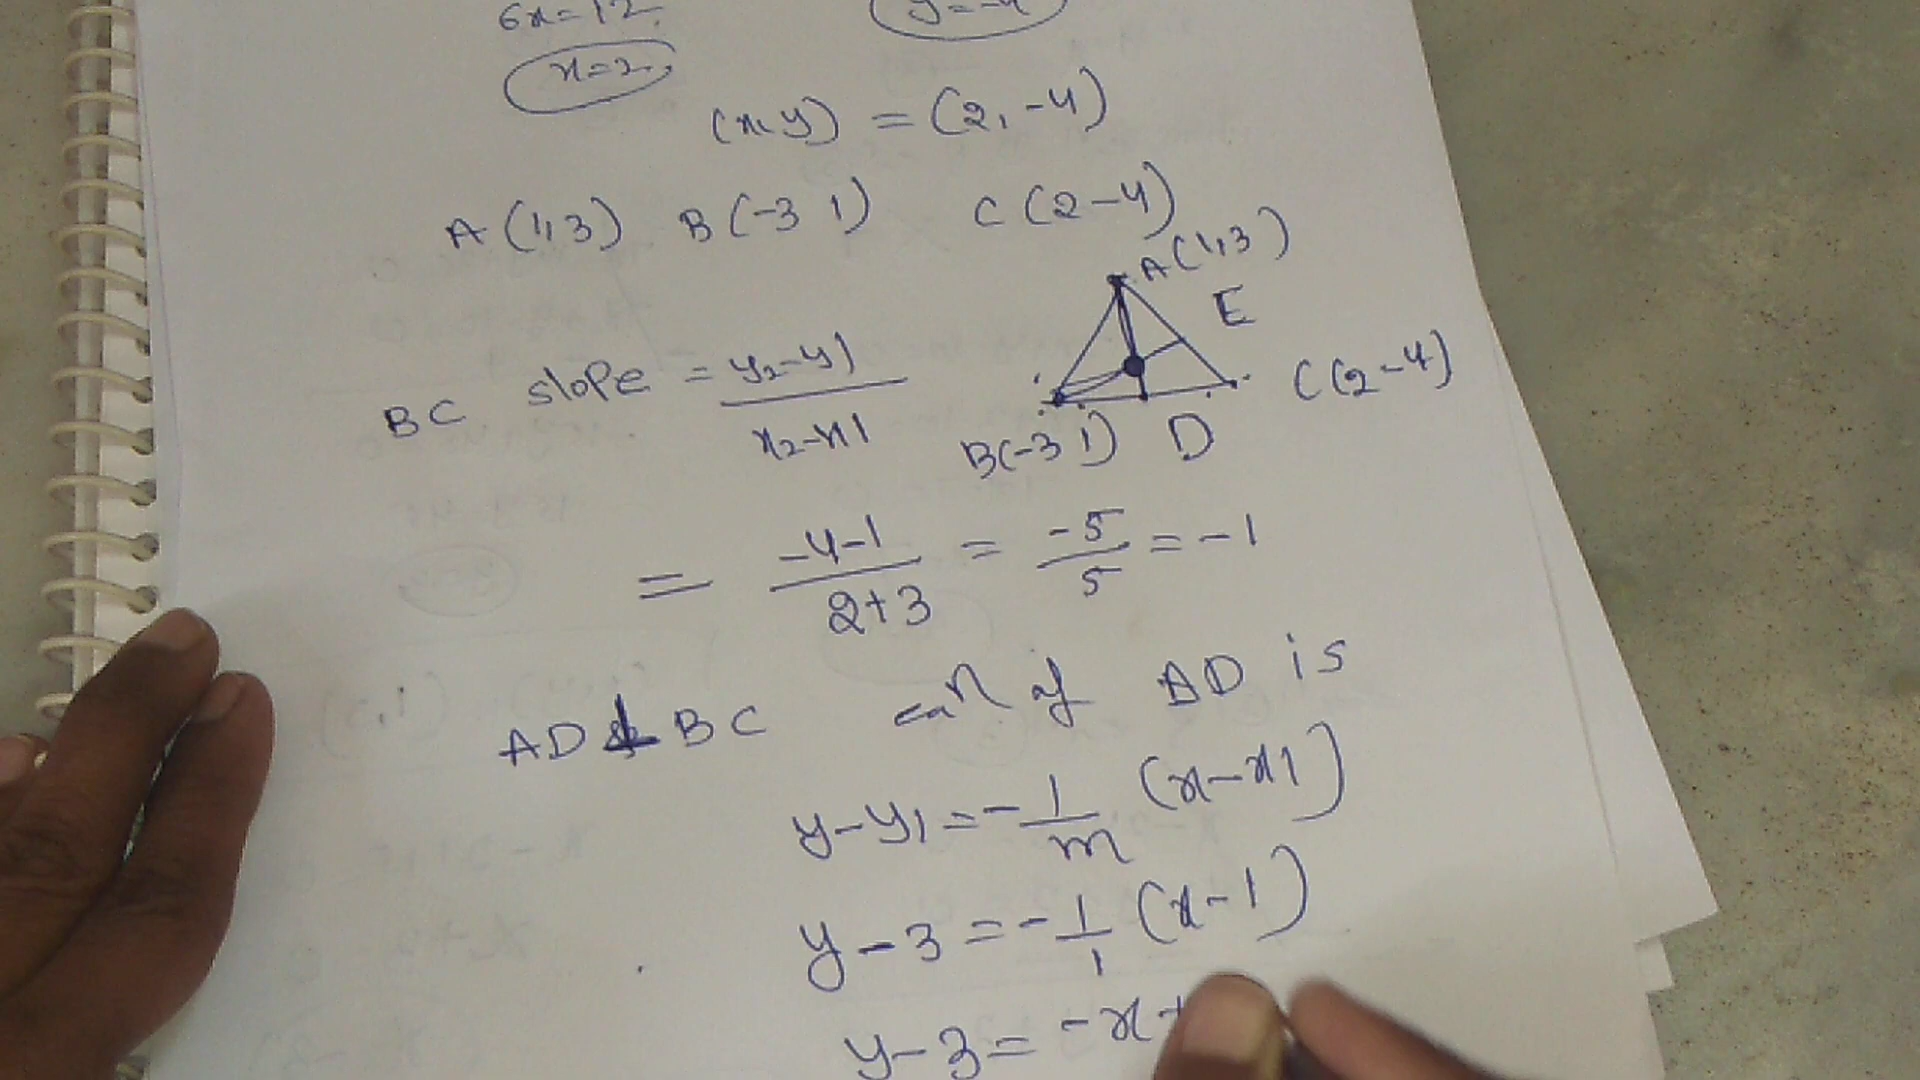 6x=12
y=-4
x=2
(x, y) = (2, -4)
A (1, 3) B (-3 1) C (2 -4)
A (1, 3)
E
BC slope = y2-y1 / x2-x1
C (2 -4)
B(-3 1) D
= -4-1 / 2+3 = -5 / 5 = -1
AD ⊥ BC eqn of AD is
y-y1 = -1/m (x-x1)
y-3 = -1/1 (x-1)
y-3 = -x+